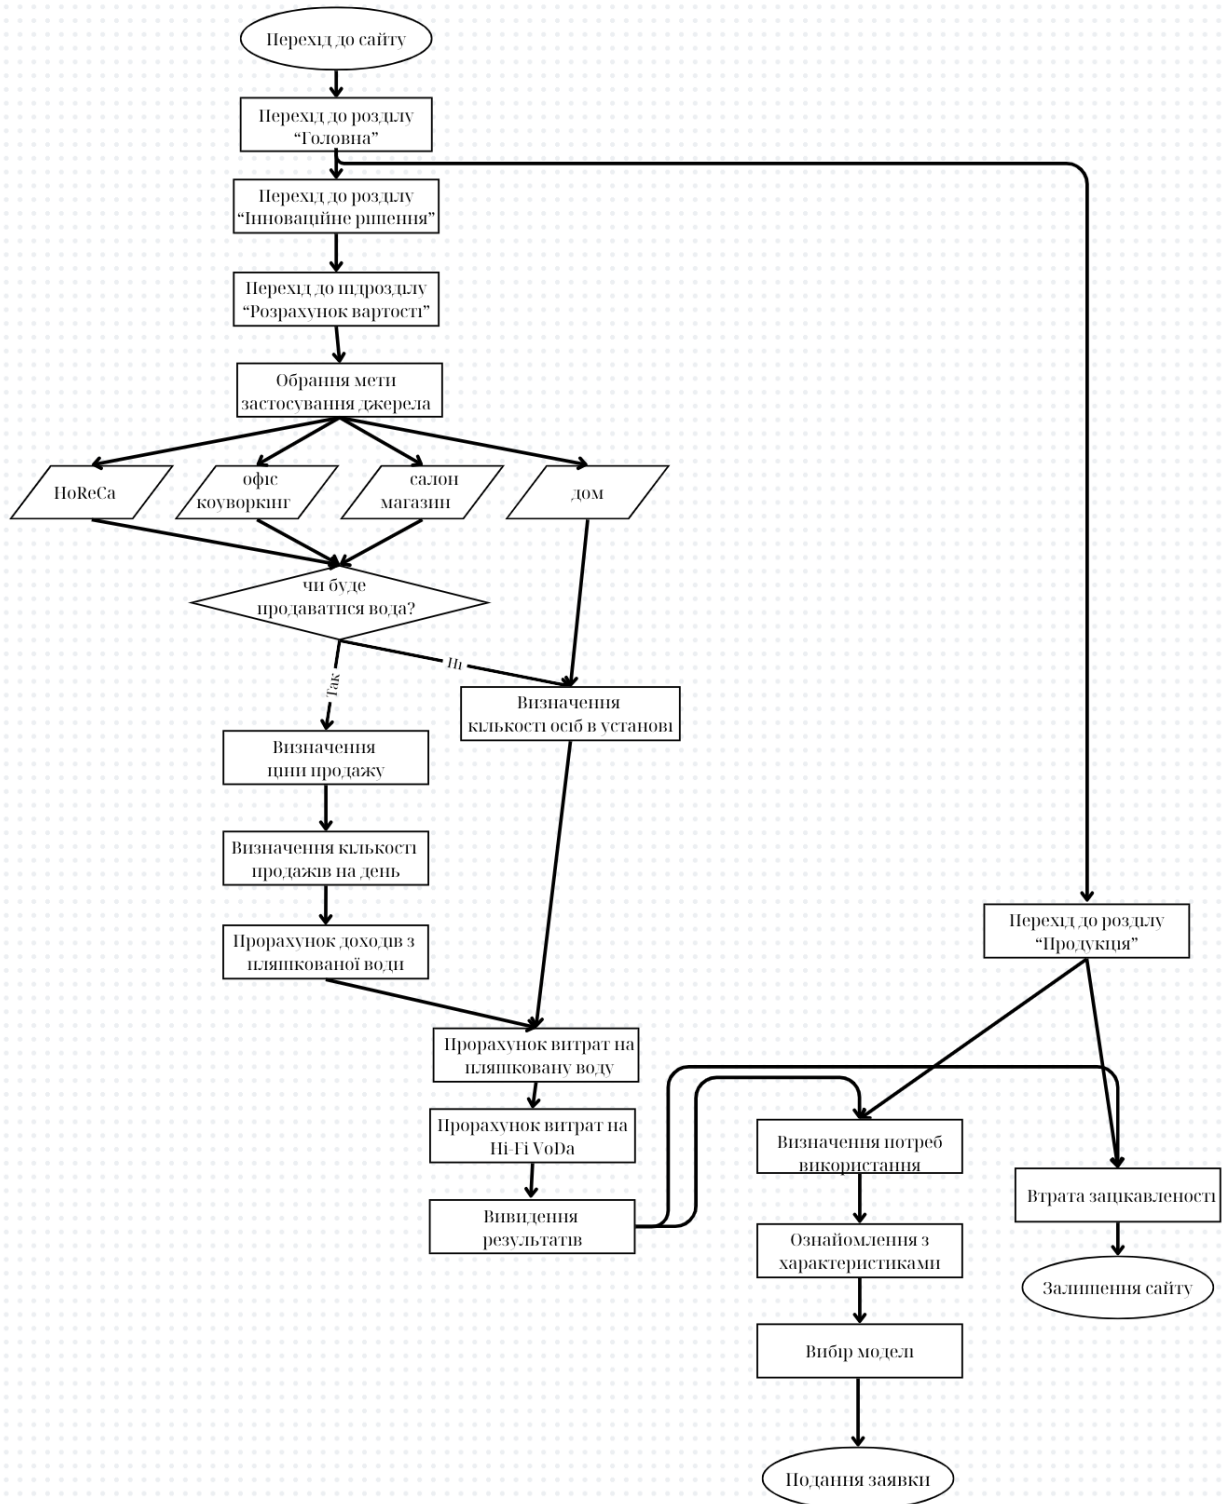 Перехід до сайту
Перехід до розділу
“Головна”
Перехід до розділу
“Інноваційне рішення”
Перехід до підрозділу
“Розрахунок вартості”
Обрання мети
застосування джерела
HoReCa
офіс
коуворкінг
салон
магазин
дом
чи буде
продаватися вода?
Так
Ні
Визначення
кількості осіб в установі
Визначення
ціни продажу
Визначення кількості
продажів на день
Прорахунок доходів з
пляшкованої води
Перехід до розділу
“Продукція”
Прорахунок витрат на
пляшковану воду
Прорахунок витрат на
Hi-Fi VoDa
Вивидення
результатів
Визначення потреб
використання
Втрата зацікавленості
Ознайомлення з
характеристиками
Залишення сайту
Вибір моделі
Подання заявки